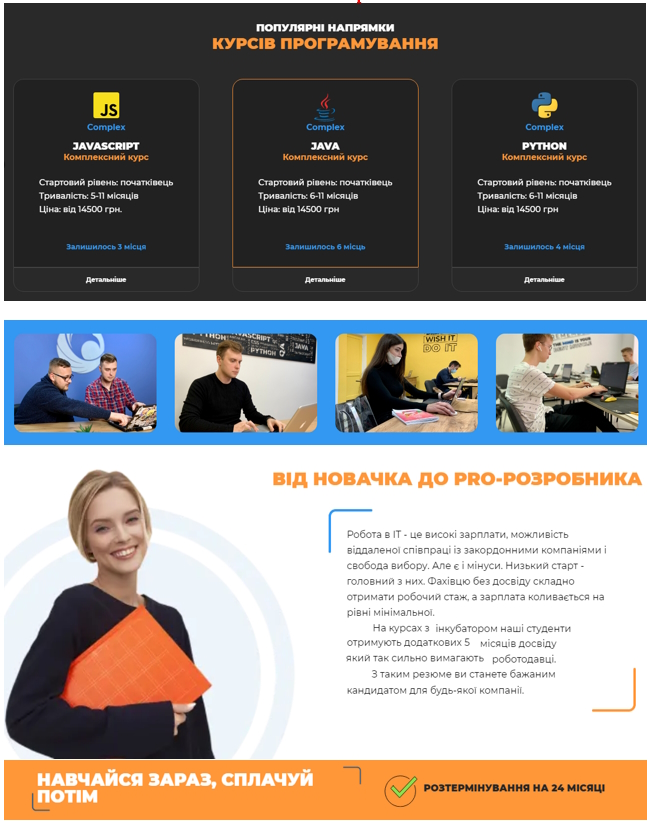 ПОПУЛЯРНІ НАПРЯМКИ
КУРСІВ ПРОГРАМУВАННЯ
JS
Complex
JAVASCRIPT
Комплексний курс
Стартовий рівень: початківець
Тривалість: 5-11 місяців
Ціна: від 14500 грн.
Залишилось 3 місця
Детальніше
Complex
JAVA
Комплексний курс
Стартовий рівень: початківець
Тривалість: 6-11 місяців
Ціна: від 14500 грн
Залишилось 6 місць
Детальніше
Complex
PYTHON
Комплексний курс
Стартовий рівень: початківець
Тривалість: 6-11 місяців
Ціна: від 14500 грн
Залишилось 4 місця
Детальніше
PYTHON
JAVA
WISH IT
DO IT
ВІД НОВАЧКА ДО PRO-РОЗРОБНИКА
Робота в IT - це високі зарплати, можливість
віддаленої співпраці із закордонними компаніями і
свобода вибору. Але є і мінуси. Низький старт -
головний з них. Фахівцю без досвіду складно
отримати робочий стаж, а зарплата коливається на
рівні мінімальної.
На курсах з інкубатором наші студенти
отримують додаткових 5 місяців досвіду
який так сильно вимагають роботодавці.
З таким резюме ви станете бажаним
кандидатом для будь-якої компанії.
НАВЧАЙСЯ ЗАРАЗ, СПЛАЧУЙ
ПОТІМ
РОЗТЕРМІНУВАННЯ НА 24 МІСЯЦІ